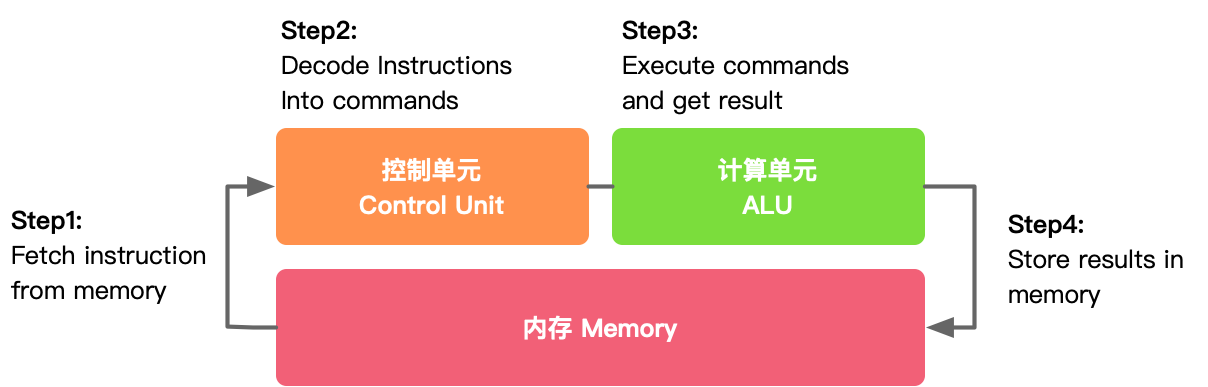 Step2:
Decode Instructions
Into commands
Step3:
Execute commands
and get result
控制单元
Control Unit
计算单元
ALU
Step1:
Fetch instruction
from memory
Step4:
Store results in
memory
内存 Memory